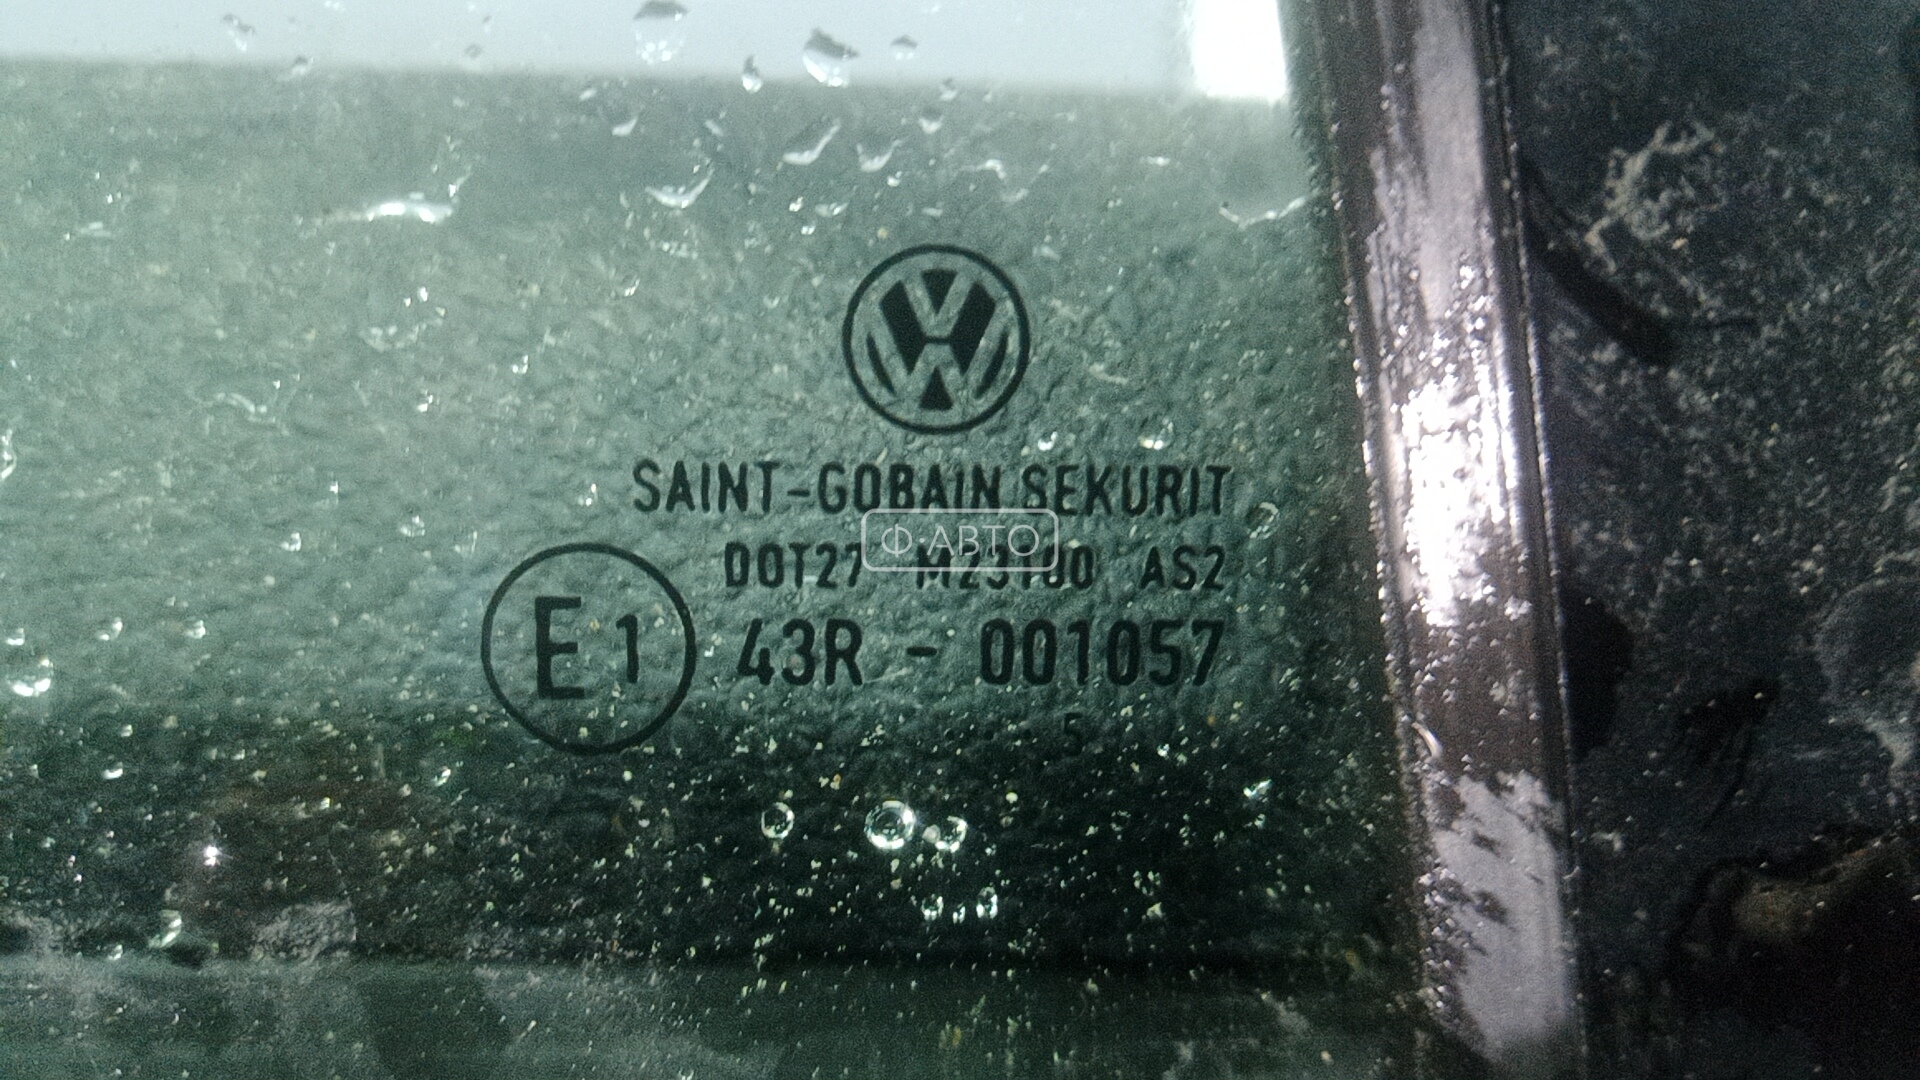 SAINT-GOBAIN SEKURIT
Ф·АВТО
DOT27 M23100 AS2
E1 43R - 001057
..... 5